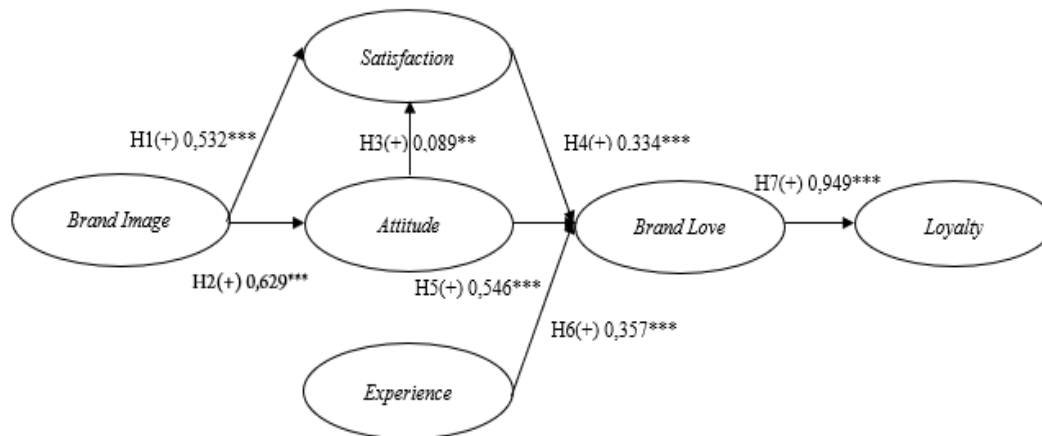 Satisfaction
H1(+) 0,532***
H3(+) 0,089**
H4(+) 0.334***
H7(+) 0,949***
Brand Image
Attitude
Brand Love
Loyalty
H2(+) 0,629***
H5(+) 0,546***
H6(+) 0,357***
Experience